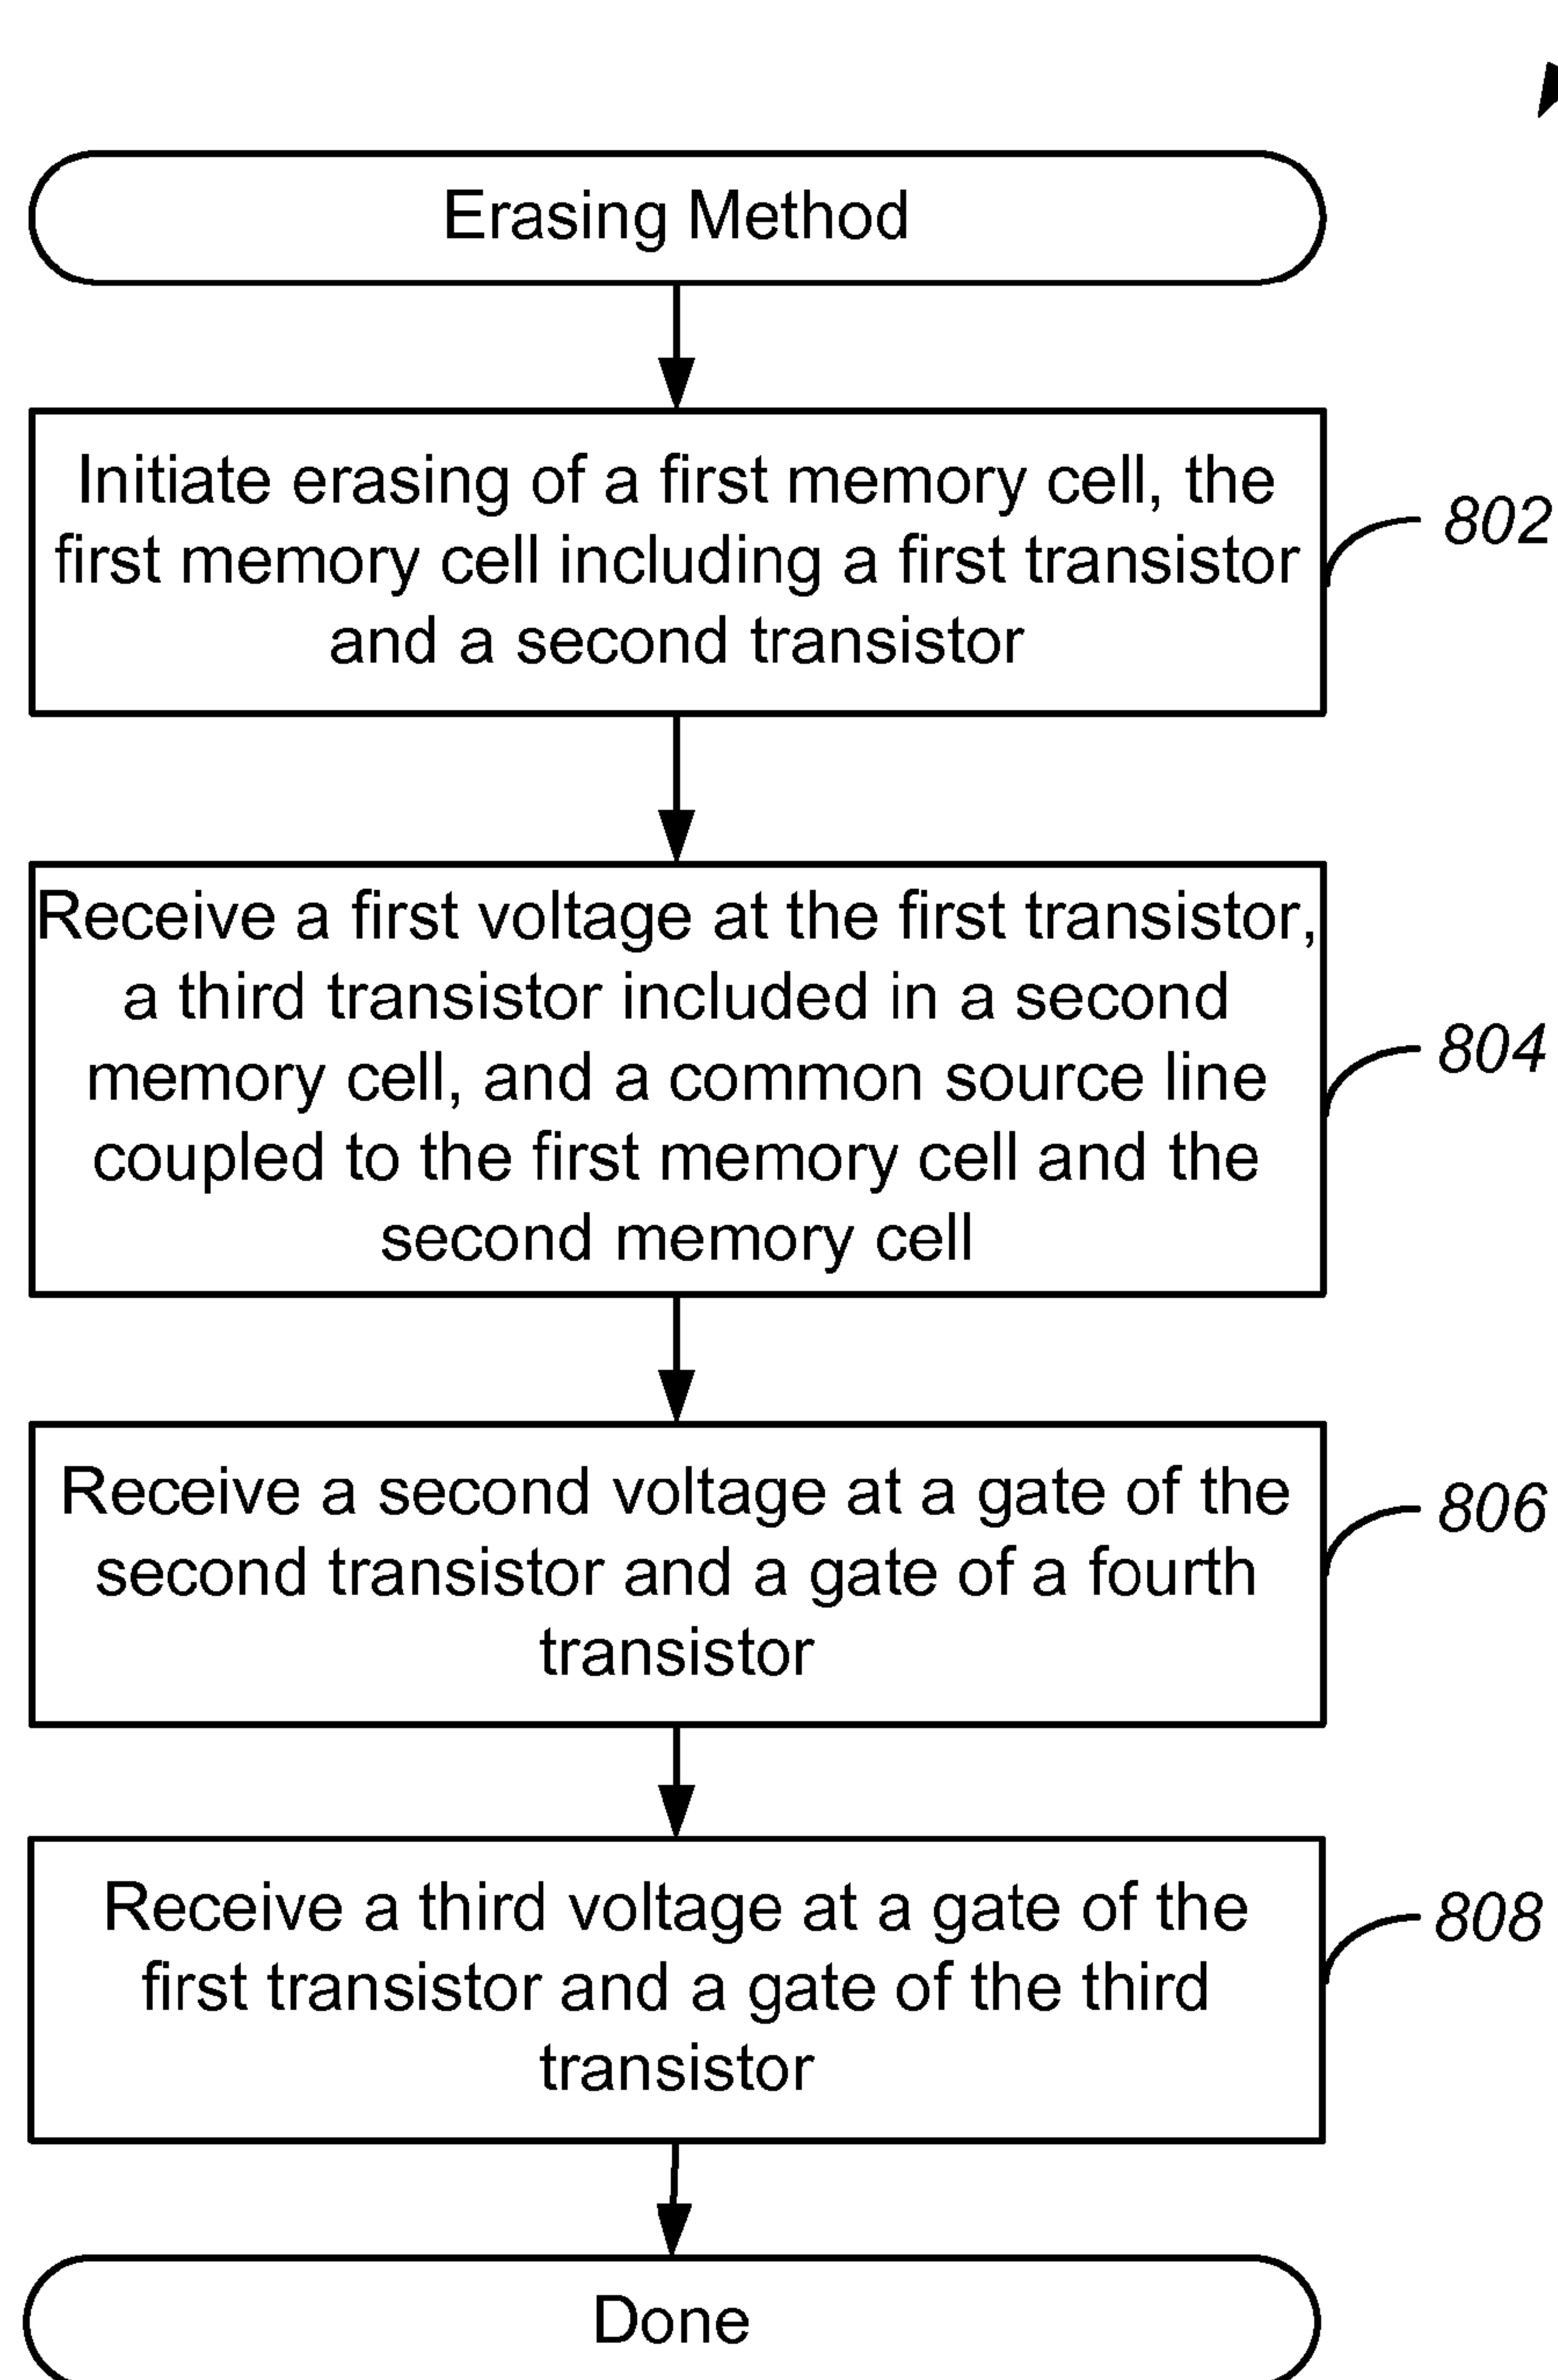 Erasing Method
Initiate erasing of a first memory cell, the
first memory cell including a first transistor
and a second transistor
802
Receive a first voltage at the first transistor,
a third transistor included in a second
memory cell, and a common source line
coupled to the first memory cell and the
second memory cell
804
Receive a second voltage at a gate of the
second transistor and a gate of a fourth
transistor
806
Receive a third voltage at a gate of the
first transistor and a gate of the third
transistor
808
Done